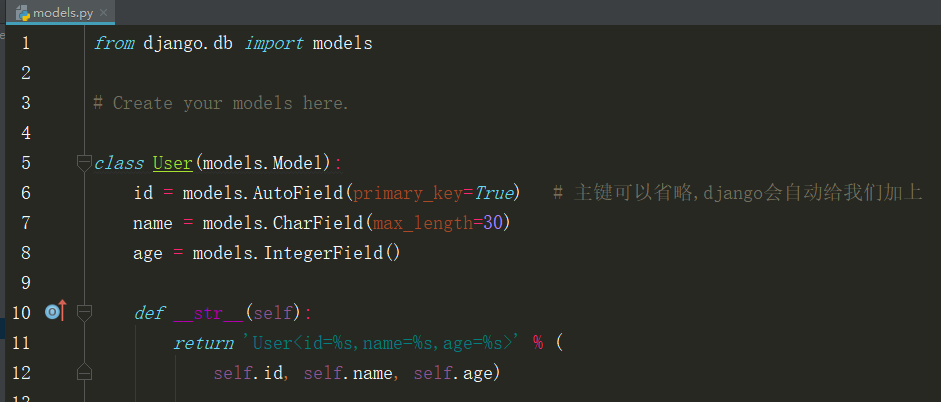 models.py
1 from django.db import models
2
3 # Create your models here.
4
5 class User(models.Model):
6 id = models.AutoField(primary_key=True) # 主键可以省略,django会自动给我们加上
7 name = models.CharField(max_length=30)
8 age = models.IntegerField()
9
10 def __str__(self):
11 return 'User<id=%s,name=%s,age=%s>' % (
12 self.id, self.name, self.age)